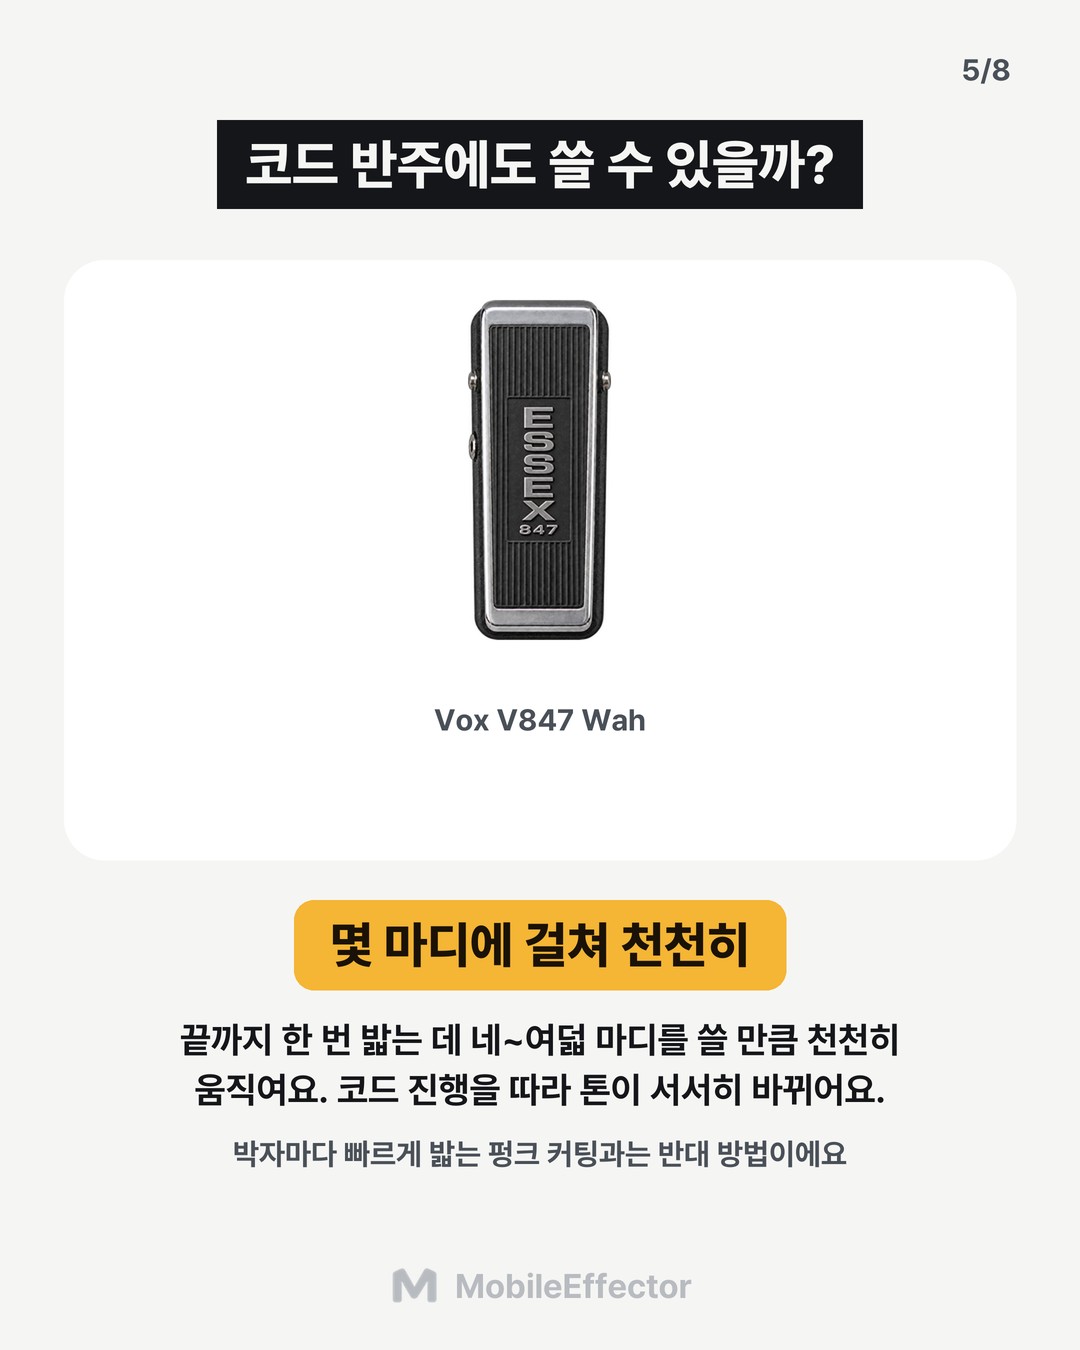 5/8
코드 반주에도 쓸 수 있을까?
ESSEX
847
Vox V847 Wah
몇 마디에 걸쳐 천천히
끝까지 한 번 밟는 데 네~여덟 마디를 쓸 만큼 천천히
움직여요. 코드 진행을 따라 톤이 서서히 바뀌어요.
박자마다 빠르게 밟는 펑크 커팅과는 반대 방법이에요
MobileEffector